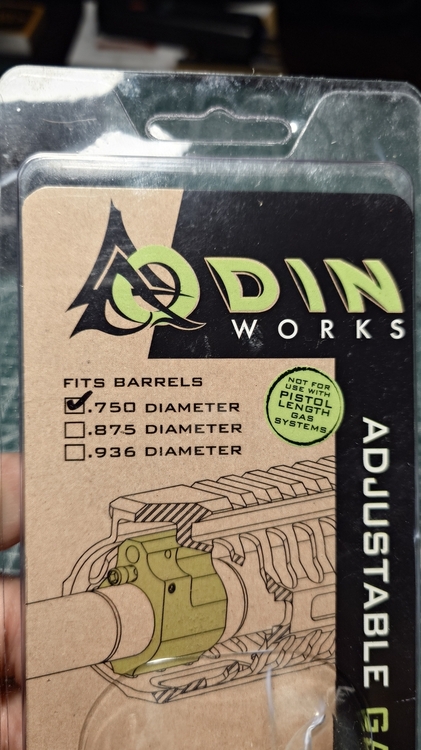 ODIN
WORKS
FITS BARRELS
.750 DIAMETER
.875 DIAMETER
.936 DIAMETER
NOT FOR
USE WITH
PISTOL
LENGTH
GAS
SYSTEMS
ADJUSTABLE GA